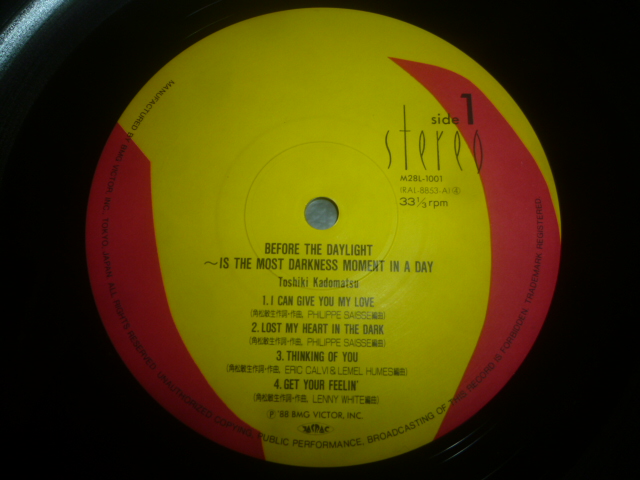 side 1
stereo
M28L-1001
(RAL-8853-A)④
33⅓rpm
BEFORE THE DAYLIGHT
～IS THE MOST DARKNESS MOMENT IN A DAY
Toshiki Kadomatsu
1. I CAN GIVE YOU MY LOVE
(角松敏生作詞・作曲, PHILIPPE SAISSE編曲)
2. LOST MY HEART IN THE DARK
(角松敏生作詞・作曲, PHILIPPE SAISSE編曲)
3. THINKING OF YOU
(角松敏生作詞・作曲, ERIC CALVI & LEMEL HUMES編曲)
4. GET YOUR FEELIN'
(角松敏生作詞・作曲, LENNY WHITE編曲)
Ⓟ '88 BMG VICTOR, INC.
MANUFACTURED BY BMG VICTOR INC., TOKYO, JAPAN. ALL RIGHTS RESERVED. UNAUTHORIZED COPYING, PUBLIC PERFORMANCE, BROADCASTING OF THIS RECORD IS FORBIDDEN. TRADEMARK REGISTERED